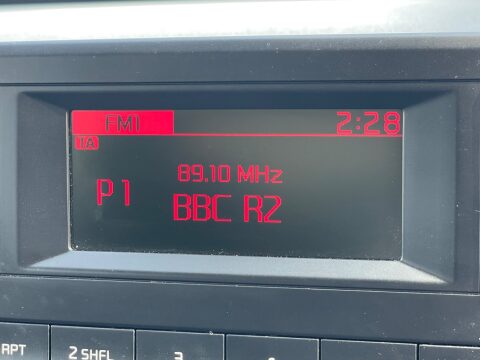 FM1 2:28
TA
89.10 MHz
P1 BBC R2
RPT 2 SHFL 3